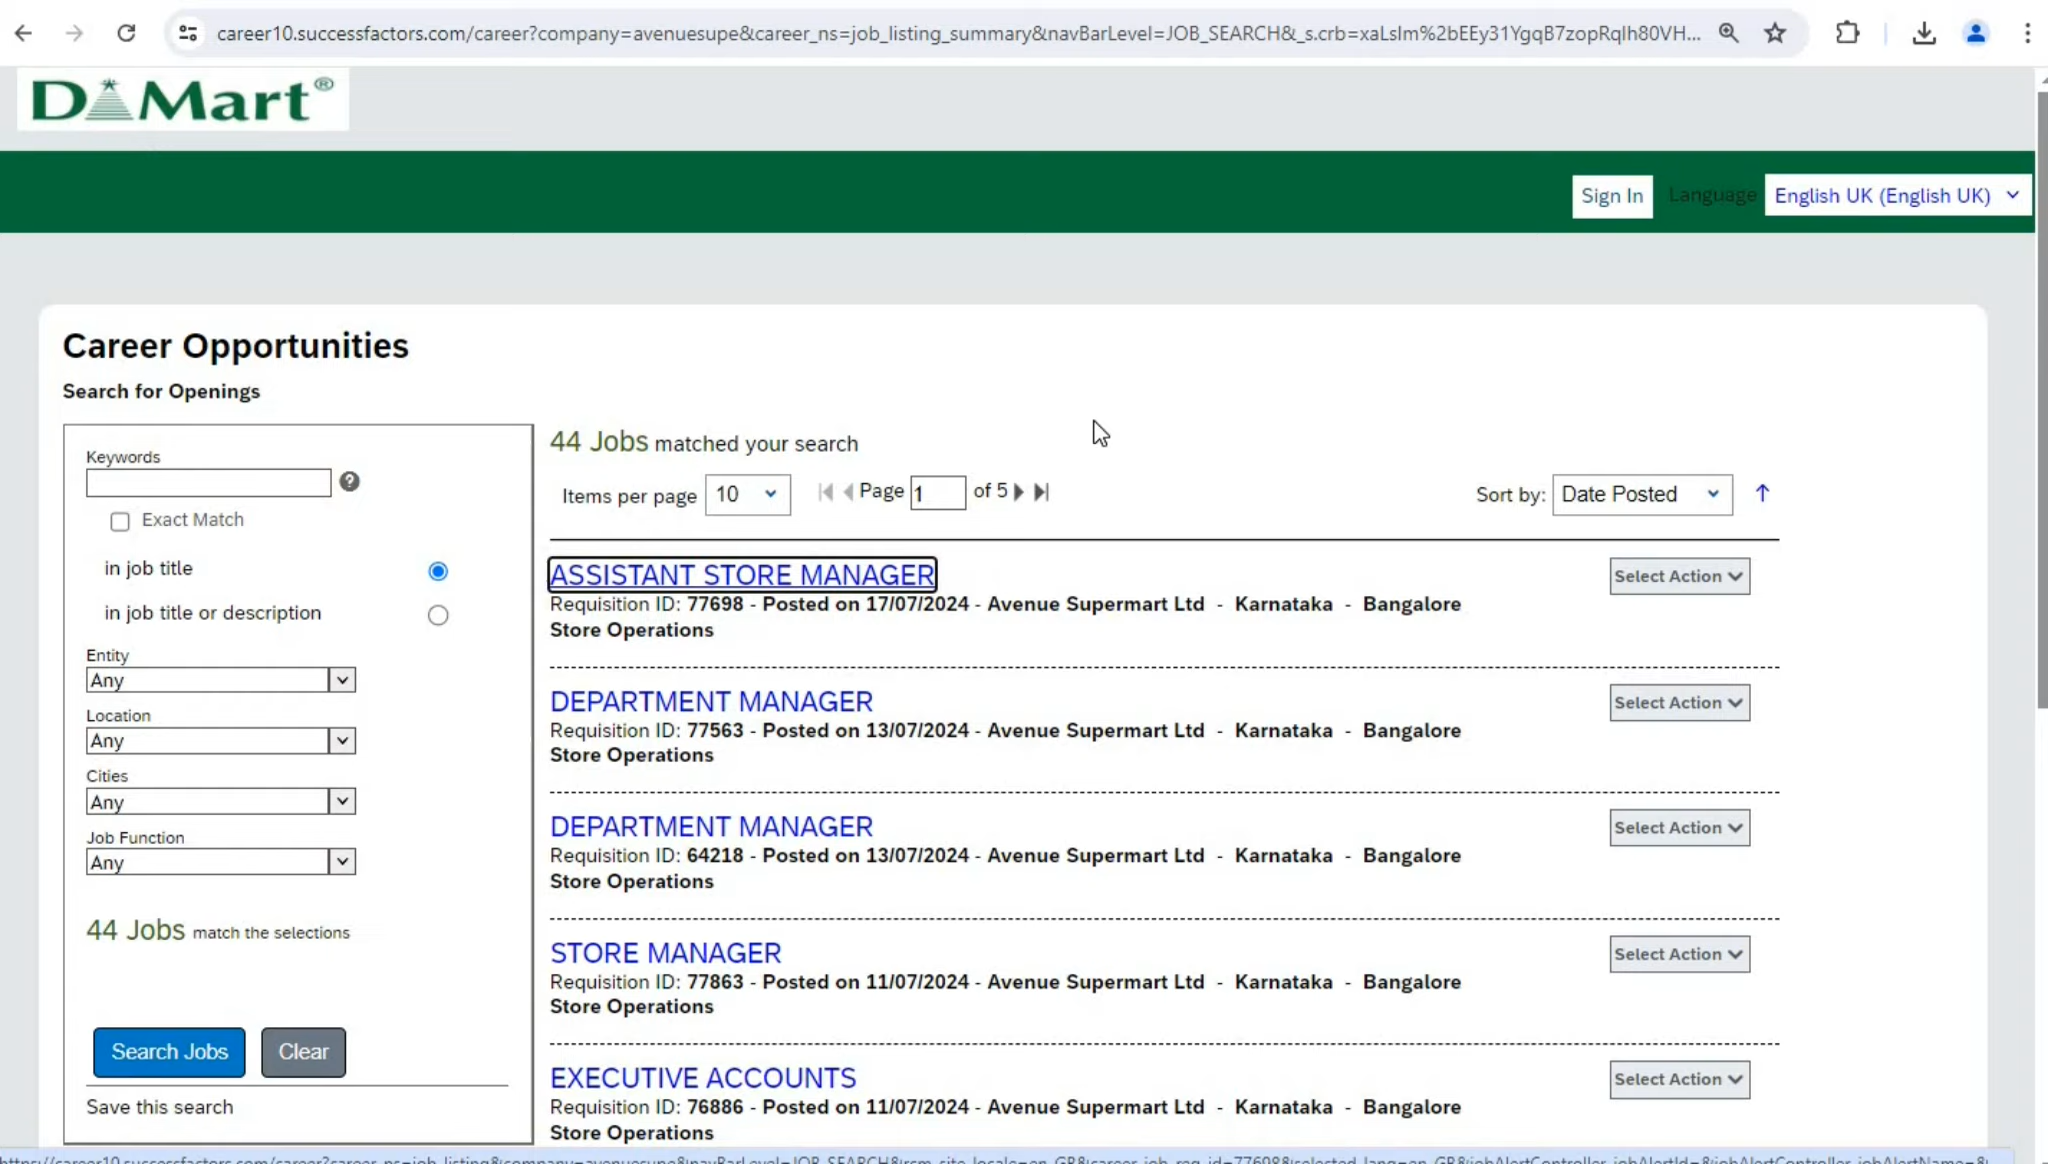 career10.successfactors.com/career?company=avenuesupe&career_ns=job_listing_summary&navBarLevel=JOB_SEARCH&_s.crb=xaLsIm%2bEEy31YgqB7zopRqIh80VH...
D Mart®
Sign In Language English UK (English UK)
Career Opportunities
Search for Openings
Keywords
Exact Match
in job title
in job title or description
Entity
Any
Location
Any
Cities
Any
Job Function
Any
44 Jobs match the selections
Search Jobs Clear
Save this search
44 Jobs matched your search
Items per page 10 Page 1 of 5 Sort by: Date Posted
ASSISTANT STORE MANAGER Select Action
Requisition ID: 77698 - Posted on 17/07/2024 - Avenue Supermart Ltd - Karnataka - Bangalore
Store Operations
DEPARTMENT MANAGER Select Action
Requisition ID: 77563 - Posted on 13/07/2024 - Avenue Supermart Ltd - Karnataka - Bangalore
Store Operations
DEPARTMENT MANAGER Select Action
Requisition ID: 64218 - Posted on 13/07/2024 - Avenue Supermart Ltd - Karnataka - Bangalore
Store Operations
STORE MANAGER Select Action
Requisition ID: 77863 - Posted on 11/07/2024 - Avenue Supermart Ltd - Karnataka - Bangalore
Store Operations
EXECUTIVE ACCOUNTS Select Action
Requisition ID: 76886 - Posted on 11/07/2024 - Avenue Supermart Ltd - Karnataka - Bangalore
Store Operations